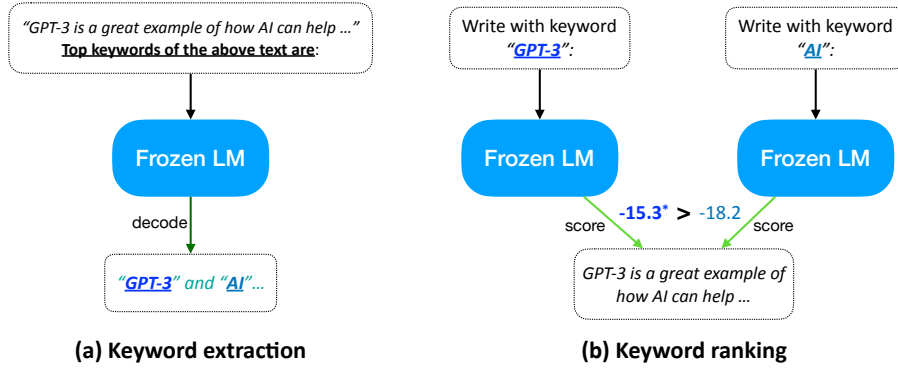 “GPT-3 is a great example of how AI can help ...”
Top keywords of the above text are:
Frozen LM
decode
“GPT-3” and “AI”...
(a) Keyword extraction
Write with keyword
“GPT-3”:
Write with keyword
“AI”:
Frozen LM
Frozen LM
-15.3* > -18.2
score
score
GPT-3 is a great example of
how AI can help ...
(b) Keyword ranking